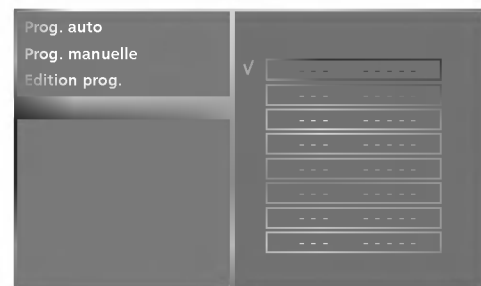 Prog. auto
Prog. manuelle
Edition prog.
√ --- -----
--- -----
--- -----
--- -----
--- -----
--- -----
--- -----
--- -----